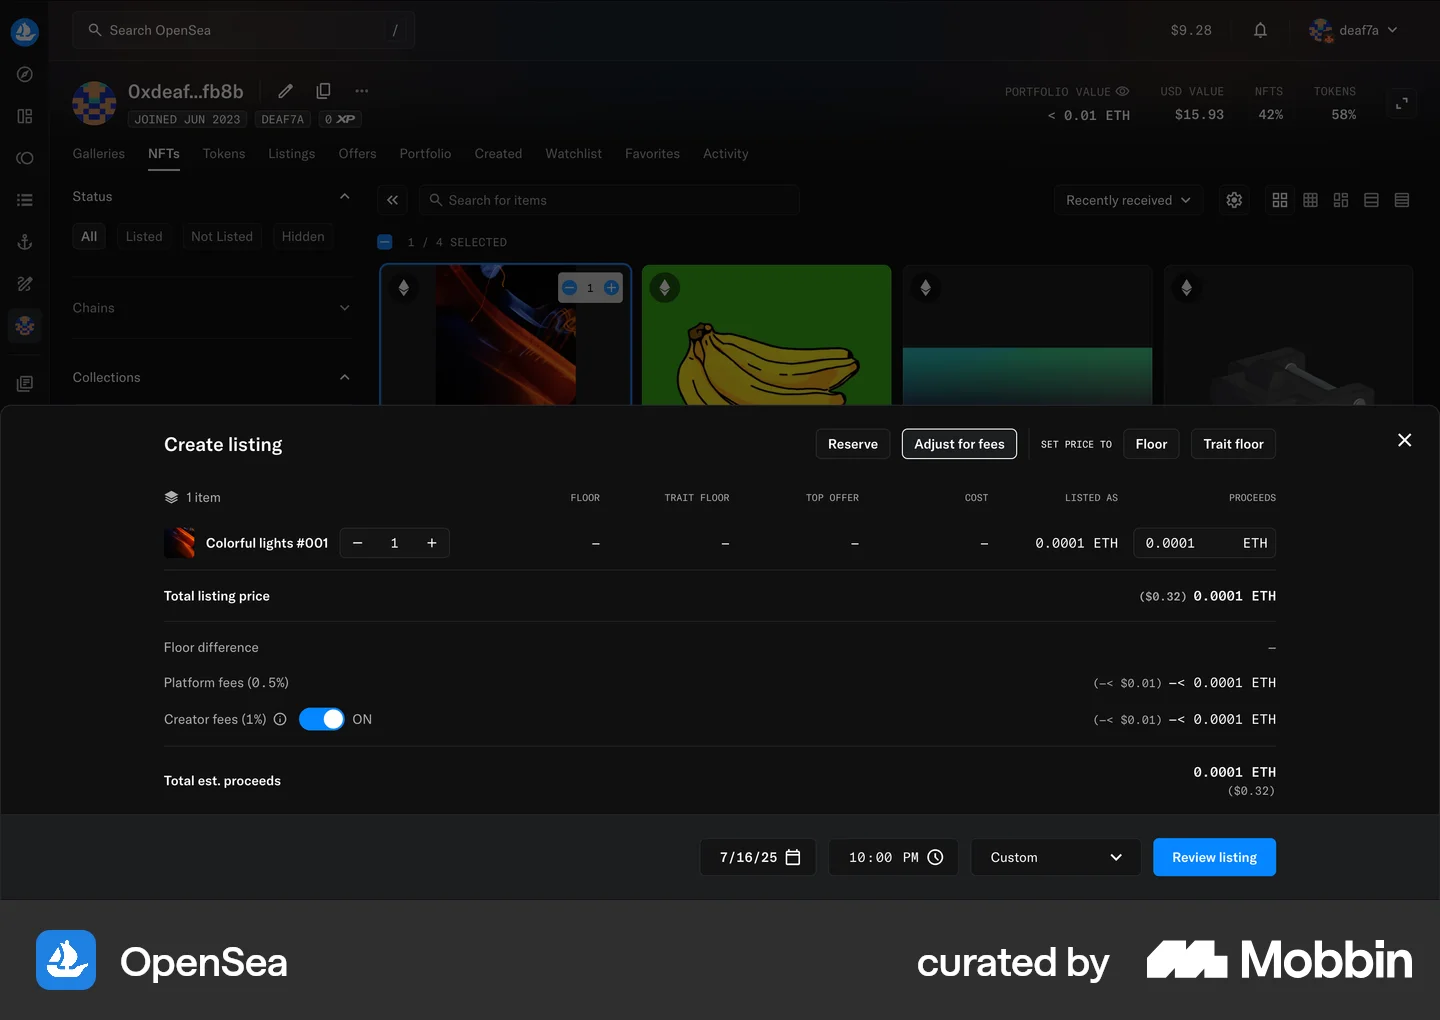 Search OpenSea /
$9.28
deaf7a
0xdeaf...fb8b
JOINED JUN 2023 DEAF7A 0 XP
PORTFOLIO VALUE USD VALUE NFTS TOKENS
< 0.01 ETH $15.93 42% 58%
Galleries NFTs Tokens Listings Offers Portfolio Created Watchlist Favorites Activity
Status
All Listed Not Listed Hidden
Chains
Collections
Search for items
Recently received
1 / 4 SELECTED
1
Create listing
Reserve Adjust for fees SET PRICE TO Floor Trait floor
1 item FLOOR TRAIT FLOOR TOP OFFER COST LISTED AS PROCEEDS
Colorful lights #001 − 1 + – – – – 0.0001 ETH 0.0001 ETH
Total listing price ($0.32) 0.0001 ETH
Floor difference –
Platform fees (0.5%) (–< $0.01) –< 0.0001 ETH
Creator fees (1%) ON (–< $0.01) –< 0.0001 ETH
Total est. proceeds 0.0001 ETH
($0.32)
7/16/25 10:00 PM Custom Review listing
OpenSea curated by Mobbin